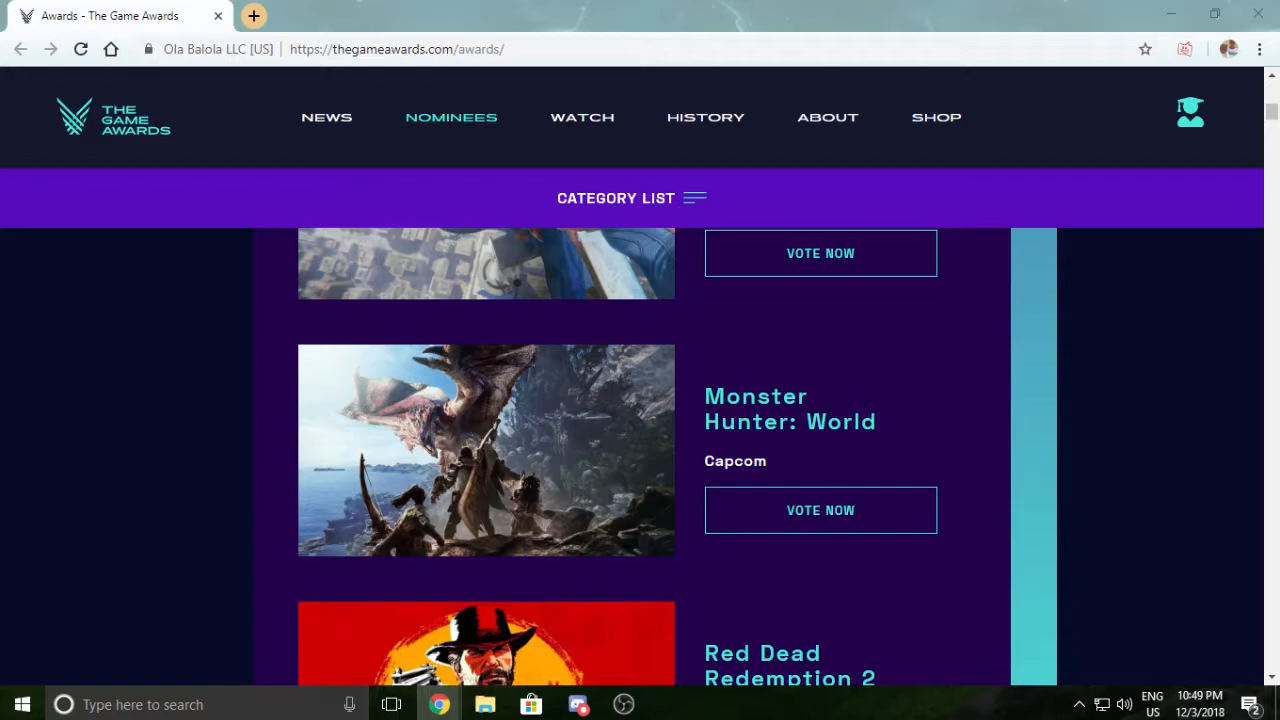 Awards - The Game Awards
Ola Balola LLC [US] https://thegameawards.com/awards/
THE
GAME
AWARDS
NEWS NOMINEES WATCH HISTORY ABOUT SHOP
CATEGORY LIST
VOTE NOW
Monster
Hunter: World
Capcom
VOTE NOW
Red Dead
Redemption 2
Type here to search
ENG
US
10:49 PM
12/3/2018
2